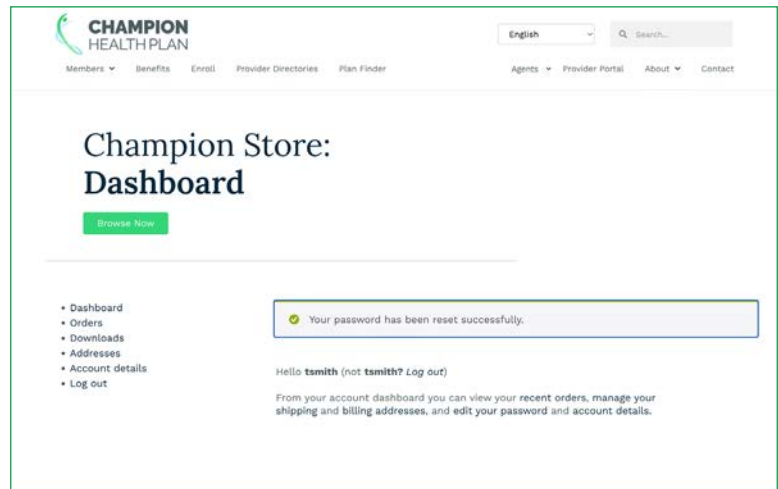 CHAMPION
HEALTH PLAN
English
Search...
Members Benefits Enroll Provider Directories Plan Finder
Agents Provider Portal About Contact
Champion Store:
Dashboard
Browse Now
• Dashboard
• Orders
• Downloads
• Addresses
• Account details
• Log out
Your password has been reset successfully.
Hello tsmith (not tsmith? Log out)
From your account dashboard you can view your recent orders, manage your
shipping and billing addresses, and edit your password and account details.